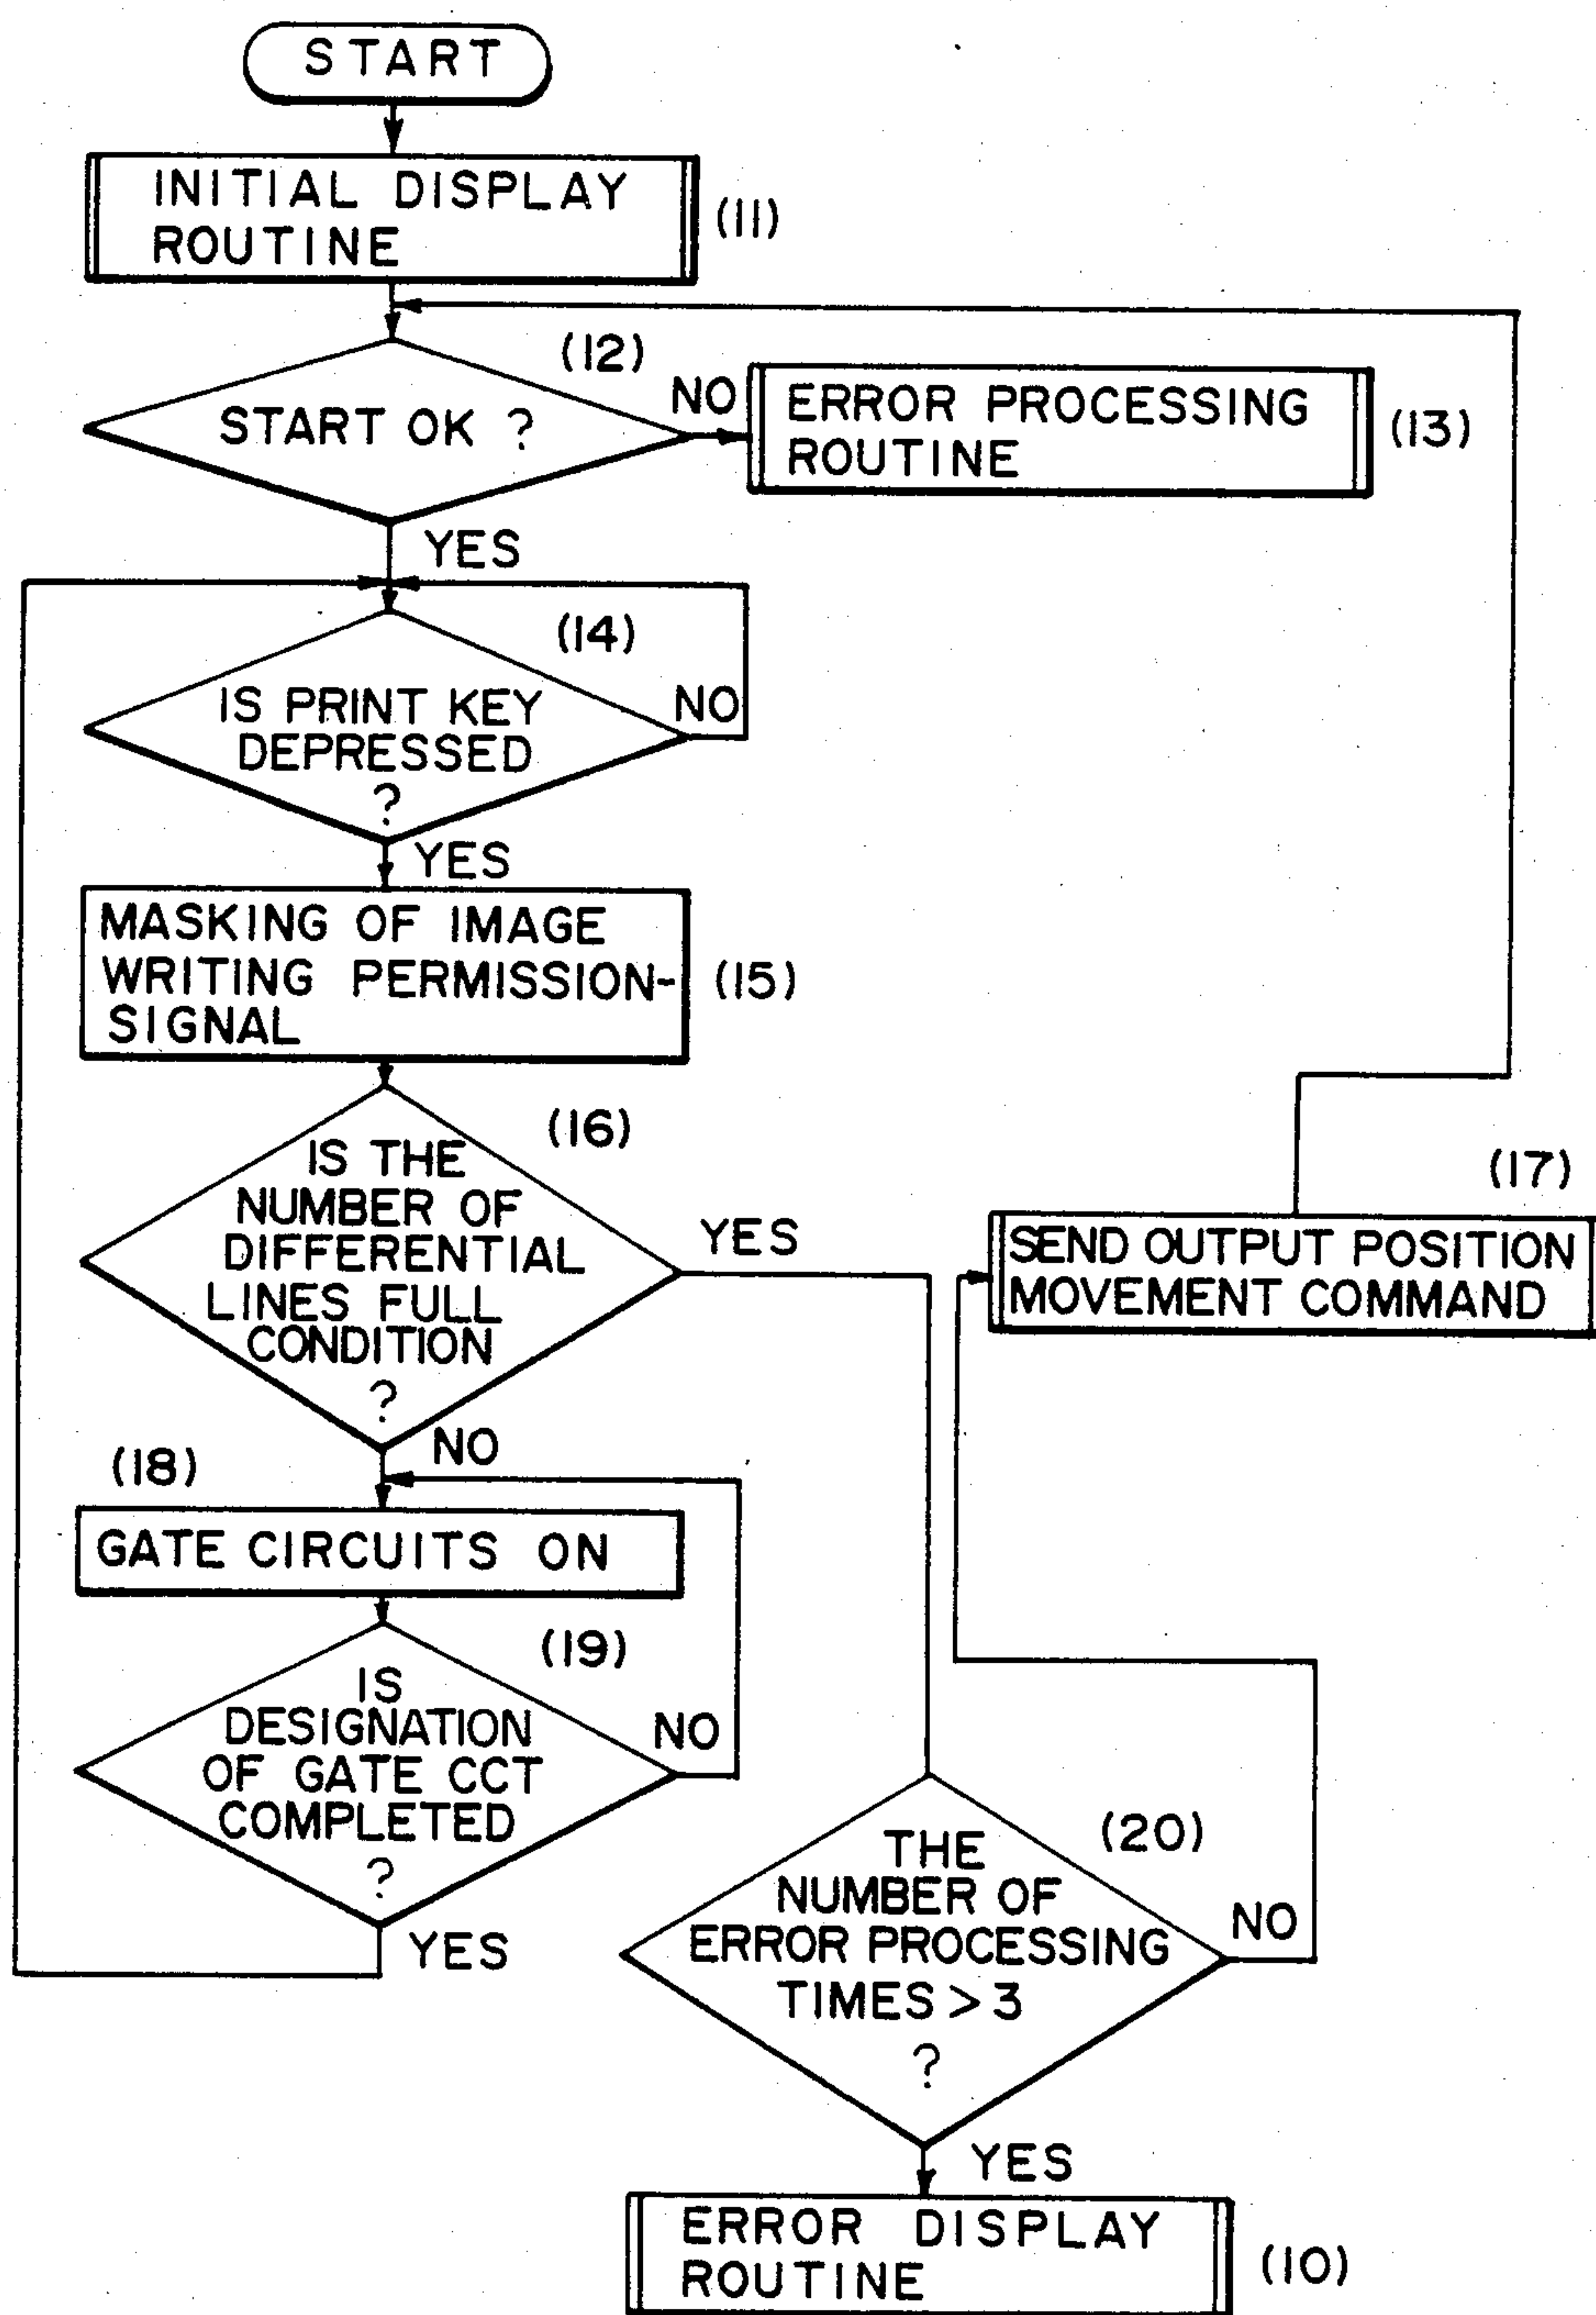 START
INITIAL DISPLAY
ROUTINE
(11)
(12)
START OK ?
NO
ERROR PROCESSING
ROUTINE
(13)
YES
(14)
IS PRINT KEY
DEPRESSED
?
NO
YES
MASKING OF IMAGE
WRITING PERMISSION-
SIGNAL
(15)
(16)
IS THE
NUMBER OF
DIFFERENTIAL
LINES FULL
CONDITION
?
YES
(17)
SEND OUTPUT POSITION
MOVEMENT COMMAND
NO
(18)
GATE CIRCUITS ON
(19)
IS
DESIGNATION
OF GATE CCT
COMPLETED
?
NO
YES
(20)
THE
NUMBER OF
ERROR PROCESSING
TIMES > 3
?
NO
YES
ERROR DISPLAY
ROUTINE
(10)